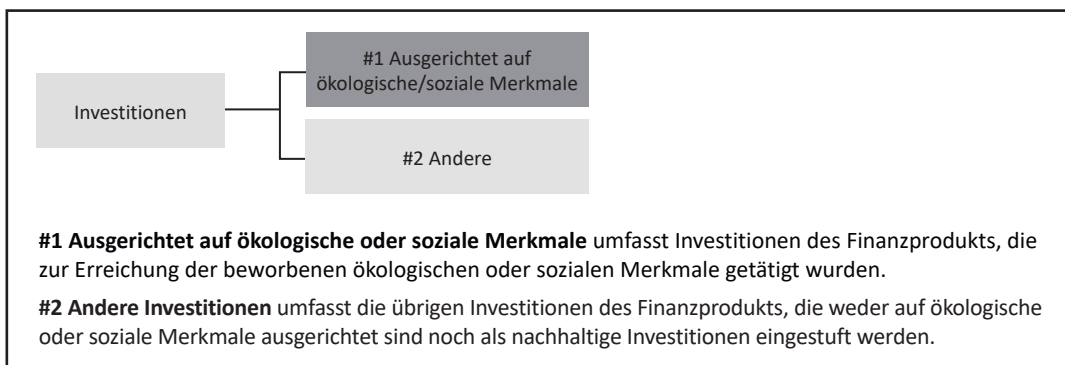 #1 Ausgerichtet auf
ökologische/soziale Merkmale
Investitionen
#2 Andere
#1 Ausgerichtet auf ökologische oder soziale Merkmale umfasst Investitionen des Finanzprodukts, die
zur Erreichung der beworbenen ökologischen oder sozialen Merkmale getätigt wurden.
#2 Andere Investitionen umfasst die übrigen Investitionen des Finanzprodukts, die weder auf ökologische
oder soziale Merkmale ausgerichtet sind noch als nachhaltige Investitionen eingestuft werden.